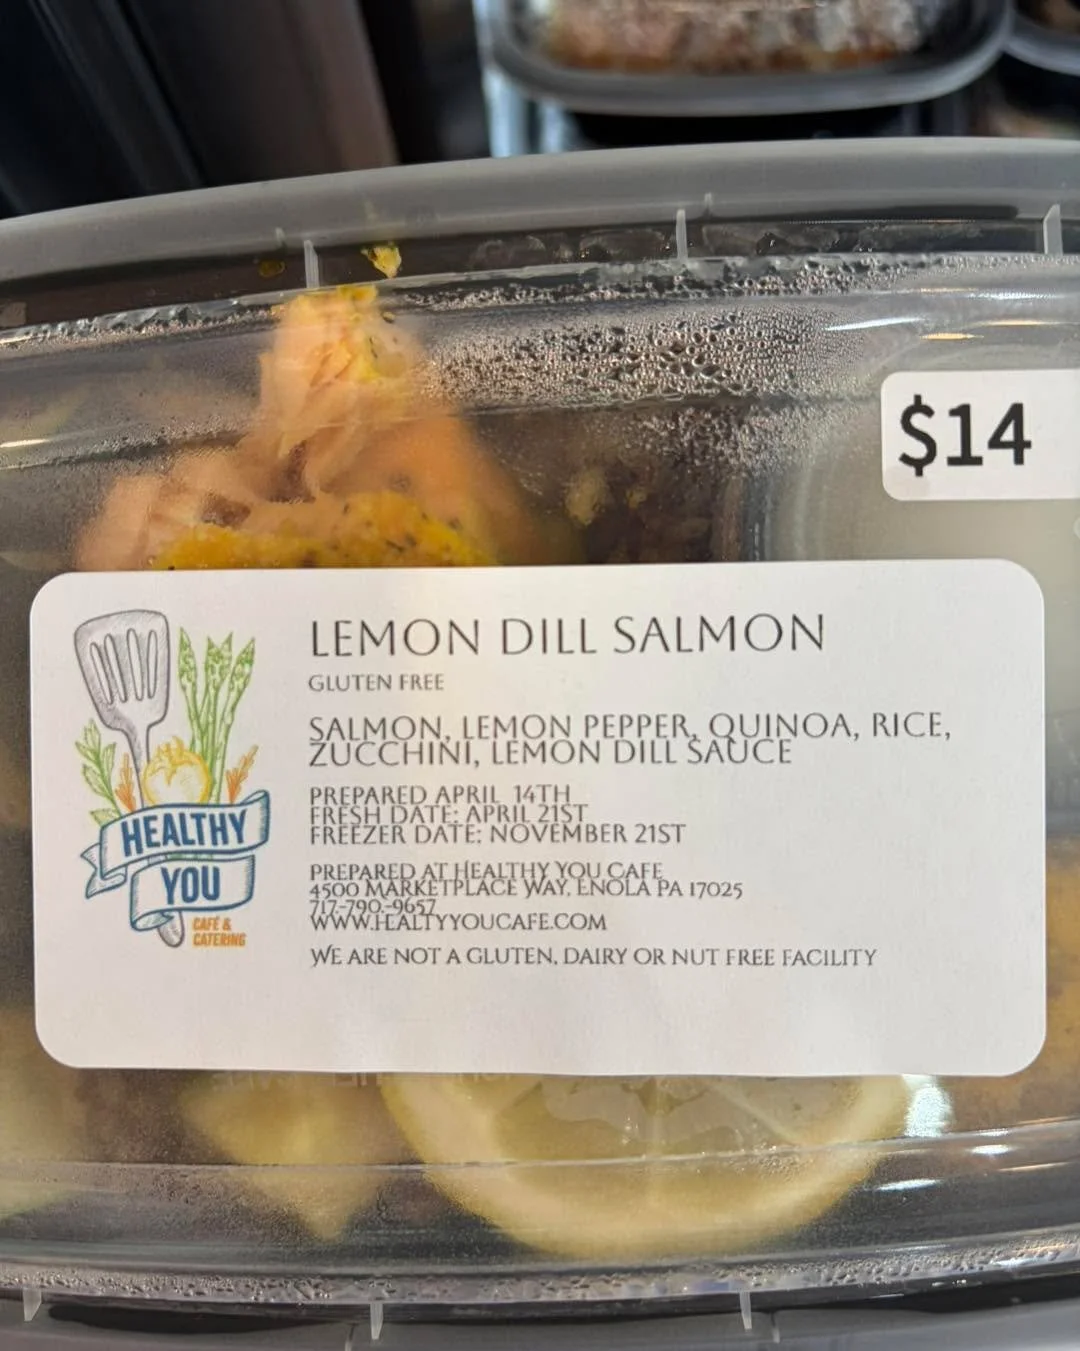 $14
LEMON DILL SALMON
GLUTEN FREE
SALMON, LEMON PEPPER, QUINOA, RICE,
ZUCCHINI, LEMON DILL SAUCE
PREPARED APRIL 14TH
FRESH DATE: APRIL 21ST
FREEZER DATE: NOVEMBER 21ST
PREPARED AT HEALTHY YOU CAFE
4500 MARKETPLACE WAY, ENOLA PA 17025
717-790-9657
WWW.HEALTYYOUCAFE.COM
WE ARE NOT A GLUTEN, DAIRY OR NUT FREE FACILITY
HEALTHY
YOU
CAFÉ &
CATERING